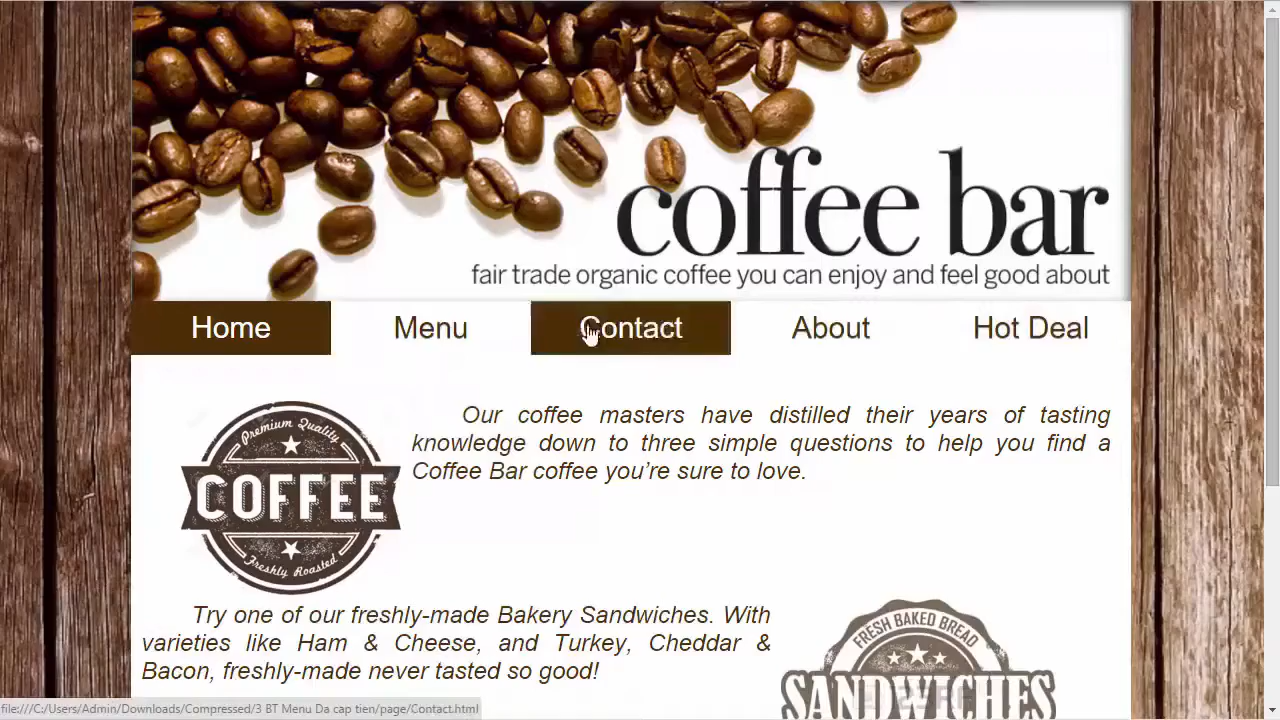 coffee bar
fair trade organic coffee you can enjoy and feel good about
Home Menu Contact About Hot Deal
Premium Quality
COFFEE
Freshly Roasted
Our coffee masters have distilled their years of tasting
knowledge down to three simple questions to help you find a
Coffee Bar coffee you’re sure to love.
Try one of our freshly-made Bakery Sandwiches. With
varieties like Ham & Cheese, and Turkey, Cheddar &
Bacon, freshly-made never tasted so good!
FRESH BAKED BREAD
SANDWICHES
file:///C:/Users/Admin/Downloads/Compressed/3 BT Menu Da cap tien/page/Contact.html